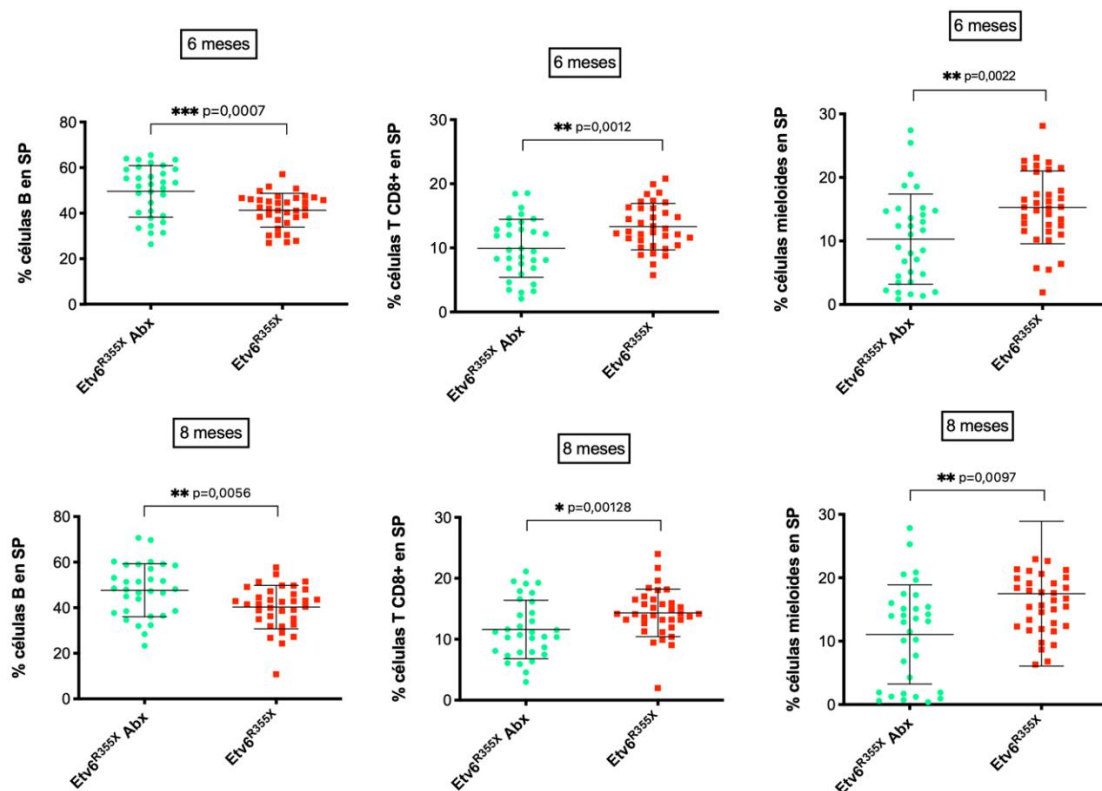 6 meses
*** p=0,0007
% células B en SP
80
60
40
20
0
Etv6R355X Abx
Etv6R355X
6 meses
** p=0,0012
% células T CD8+ en SP
30
20
10
0
Etv6R355X Abx
Etv6R355X
6 meses
** p=0,0022
% células mieloides en SP
30
20
10
0
Etv6R355X Abx
Etv6R355X
8 meses
** p=0,0056
% células B en SP
80
60
40
20
0
Etv6R355X Abx
Etv6R355X
8 meses
* p=0,00128
% células T CD8+ en SP
30
20
10
0
Etv6R355X Abx
Etv6R355X
8 meses
** p=0,0097
% células mieloides en SP
30
20
10
0
Etv6R355X Abx
Etv6R355X